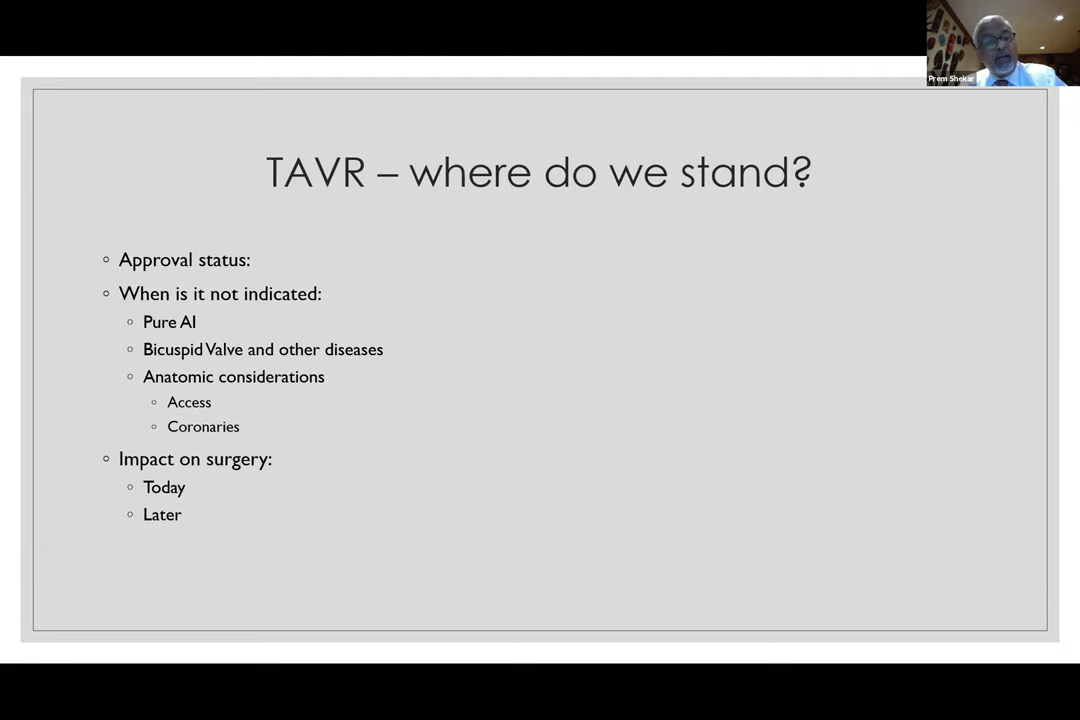 Prem Shekar
TAVR – where do we stand?
Approval status:
When is it not indicated:
Pure AI
Bicuspid Valve and other diseases
Anatomic considerations
Access
Coronaries
Impact on surgery:
Today
Later